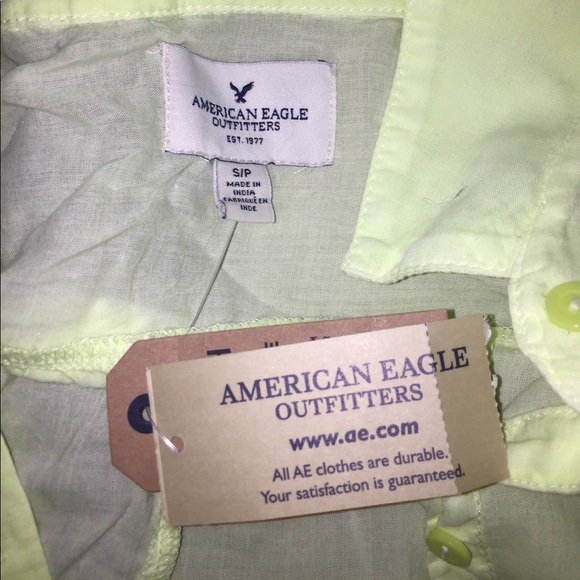 AMERICAN EAGLE
OUTFITTERS
EST. 1977
S/P
MADE IN
INDIA
FABRIQUÉ EN
INDE
AMERICAN EAGLE
OUTFITTERS
www.ae.com
All AE clothes are durable.
Your satisfaction is guaranteed.